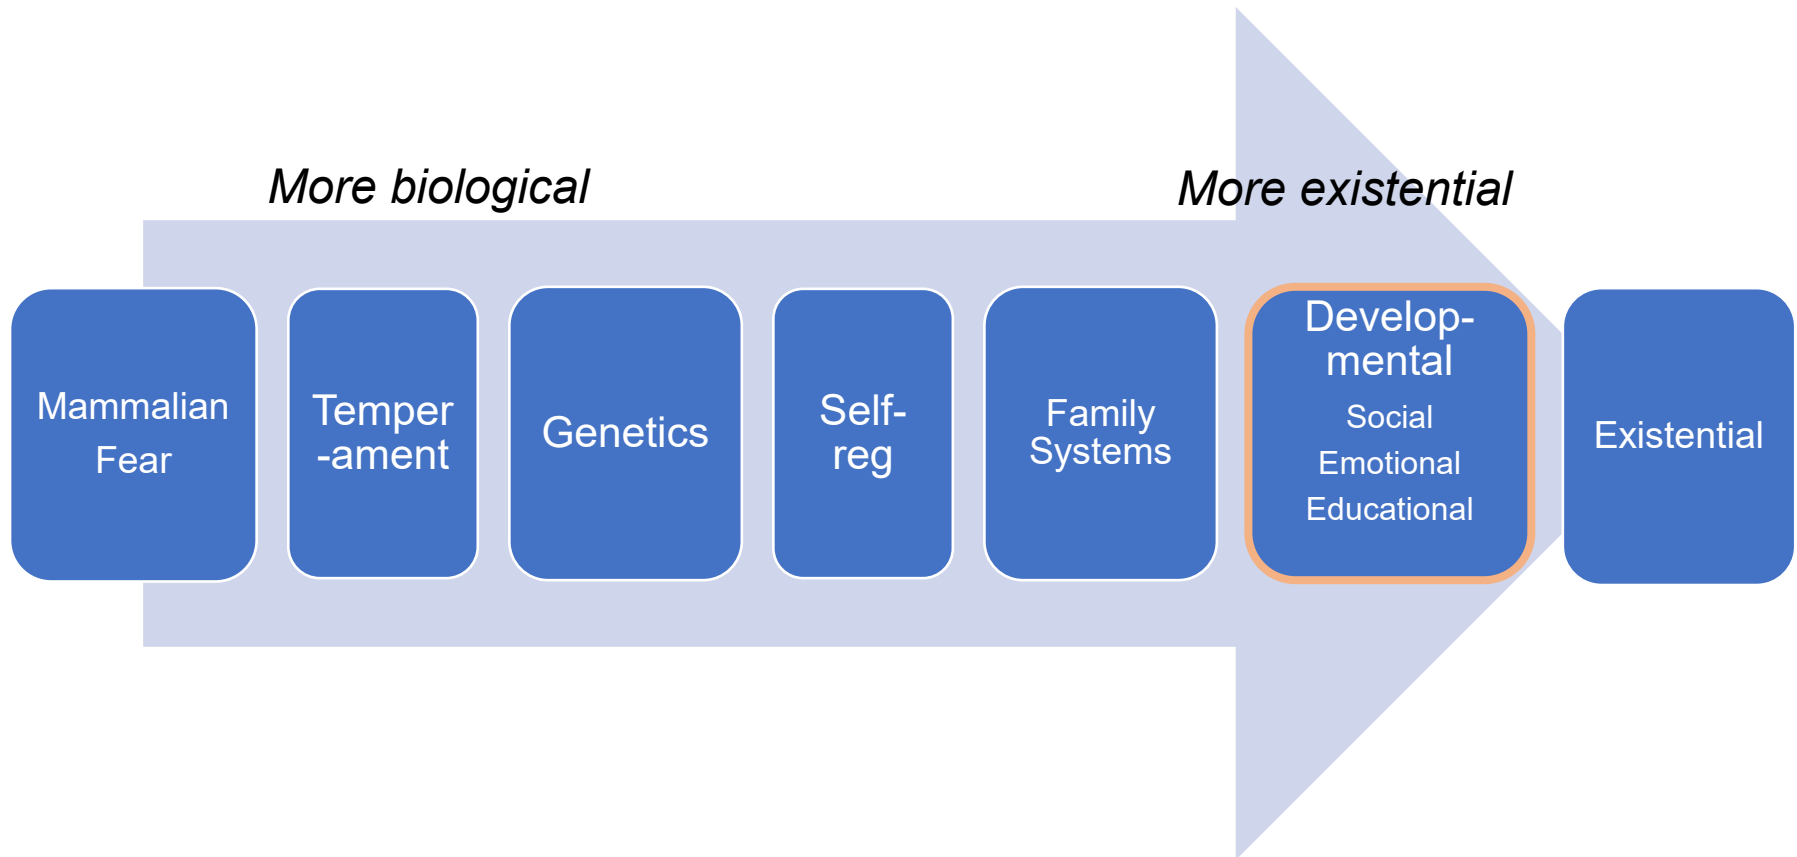 More biological
More existential
Mammalian
Fear
Temper
-ament
Genetics
Self-
reg
Family
Systems
Develop-
mental
Social
Emotional
Educational
Existential